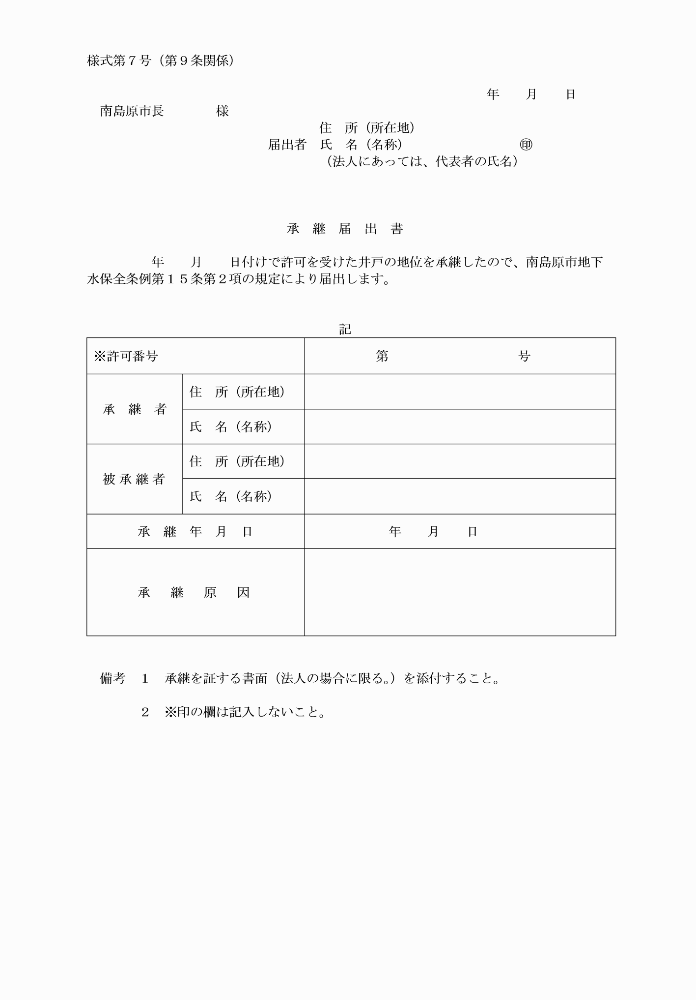 様式第７号（第９条関係）
年　　月　　日
南島原市長　　　　様
住　所（所在地）
届出者　氏　名（名称）　　　　　　　　　㊞
（法人にあっては、代表者の氏名）
承　継　届　出　書
年　　月　　日付けで許可を受けた井戸の地位を承継したので、南島原市地下
水保全条例第１５条第２項の規定により届出します。
記
※許可番号　　　　第　　　　　　　　　　号
承　継　者
住　所（所在地）
氏　名（名称）
被承継者
住　所（所在地）
氏　名（名称）
承　継　年　月　日　　　　年　　月　　日
承　継　原　因
備考　１　承継を証する書面（法人の場合に限る。）を添付すること。
２　※印の欄は記入しないこと。